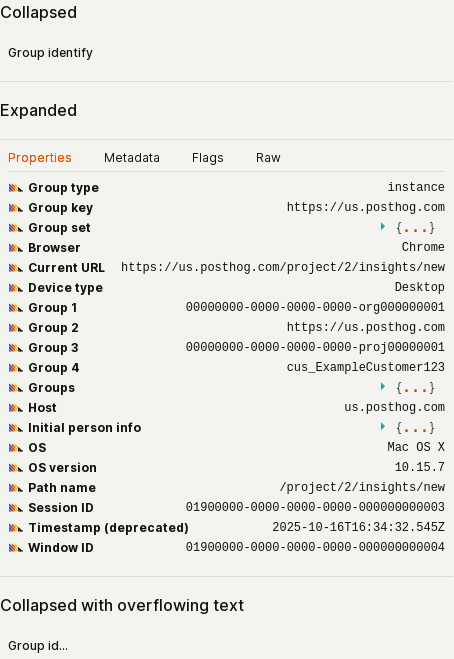 Collapsed
Group identify
Expanded
Properties Metadata Flags Raw
Group type instance
Group key https://us.posthog.com
Group set {...}
Browser Chrome
Current URL https://us.posthog.com/project/2/insights/new
Device type Desktop
Group 1 00000000-0000-0000-0000-org000000001
Group 2 https://us.posthog.com
Group 3 00000000-0000-0000-0000-proj00000001
Group 4 cus_ExampleCustomer123
Groups {...}
Host us.posthog.com
Initial person info {...}
OS Mac OS X
OS version 10.15.7
Path name /project/2/insights/new
Session ID 01900000-0000-0000-0000-000000000003
Timestamp (deprecated) 2025-10-16T16:34:32.545Z
Window ID 01900000-0000-0000-0000-000000000004
Collapsed with overflowing text
Group id...